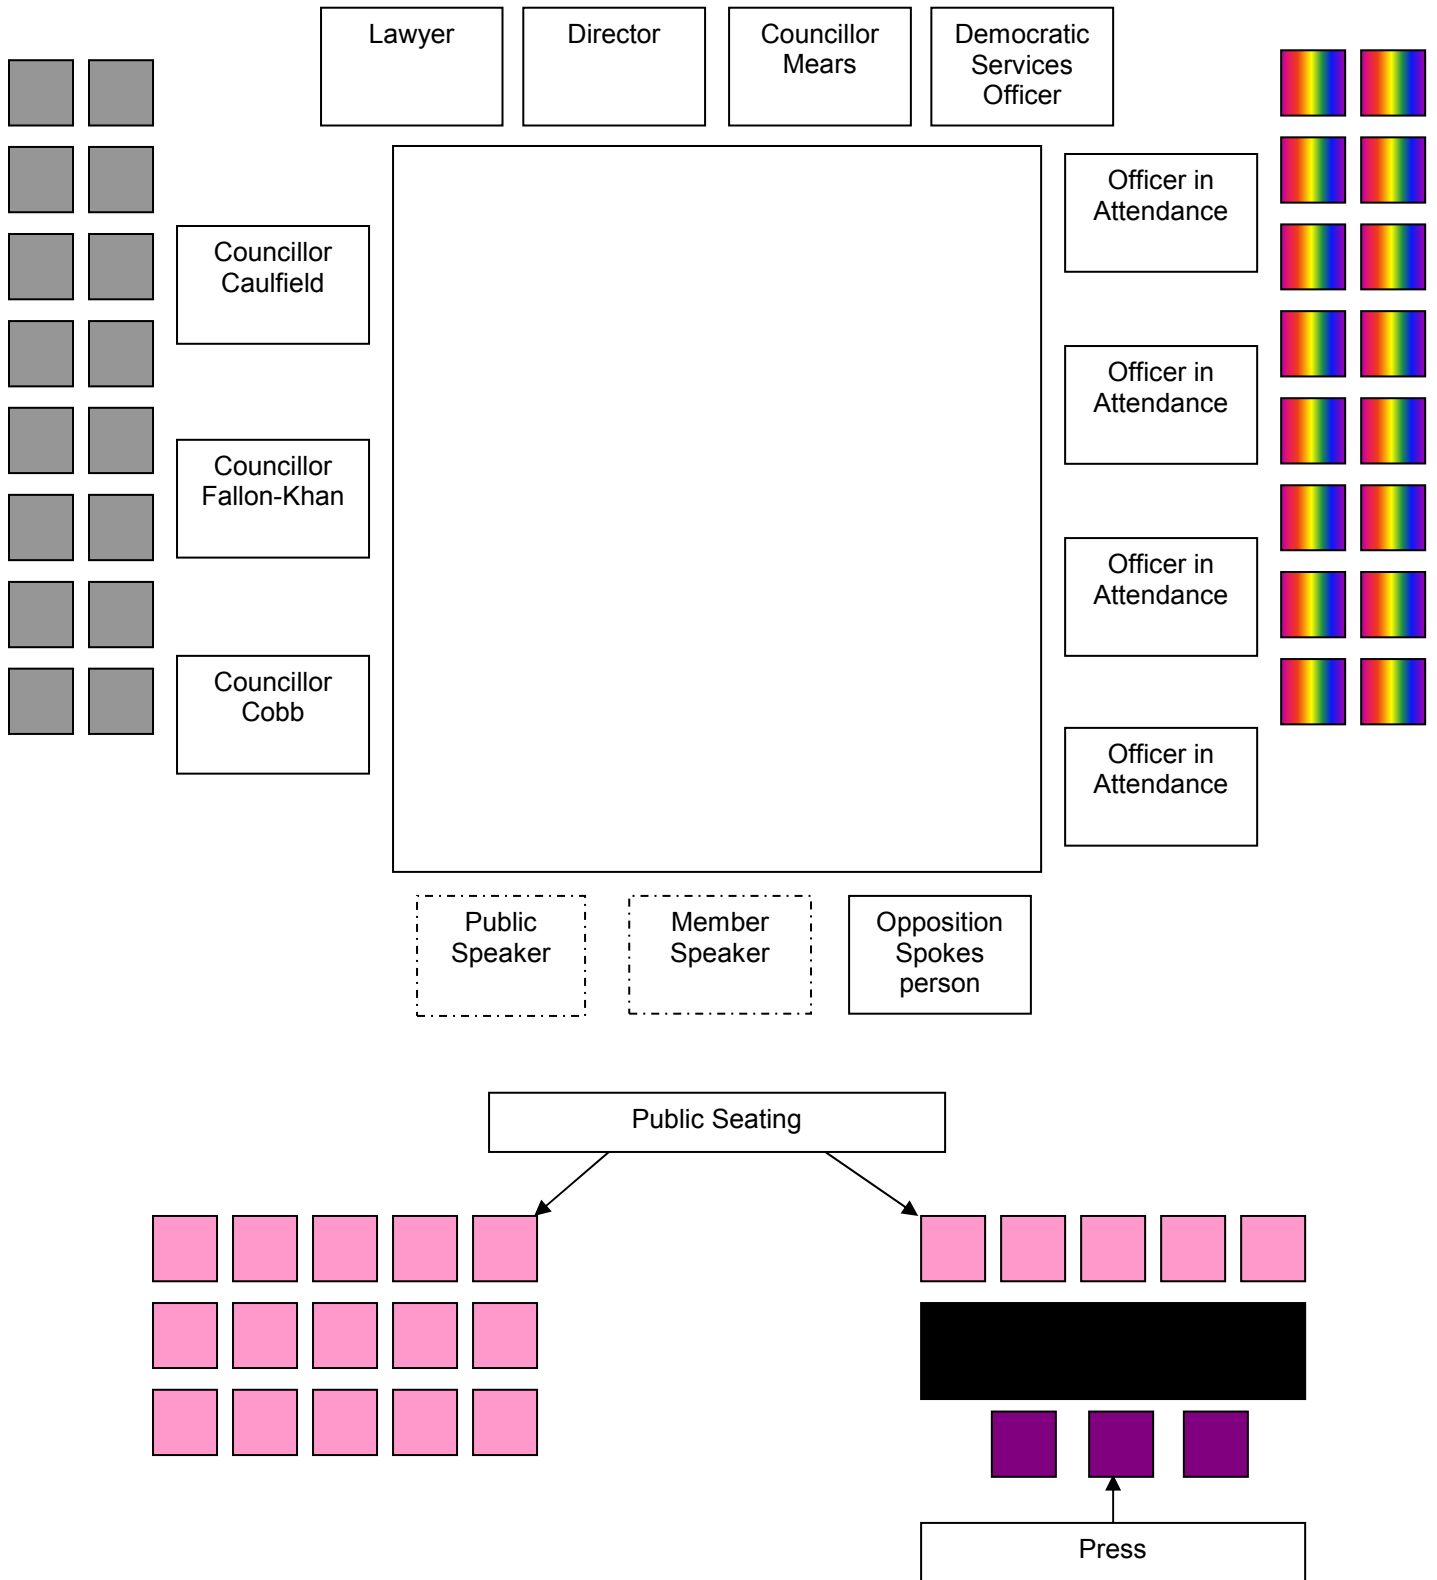 Lawyer
Director
Councillor
Mears
Democratic
Services
Officer
Officer in
Attendance
Councillor
Caulfield
Officer in
Attendance
Councillor
Fallon-Khan
Officer in
Attendance
Councillor
Cobb
Officer in
Attendance
Public
Speaker
Member
Speaker
Opposition
Spokes
person
Public Seating
Press